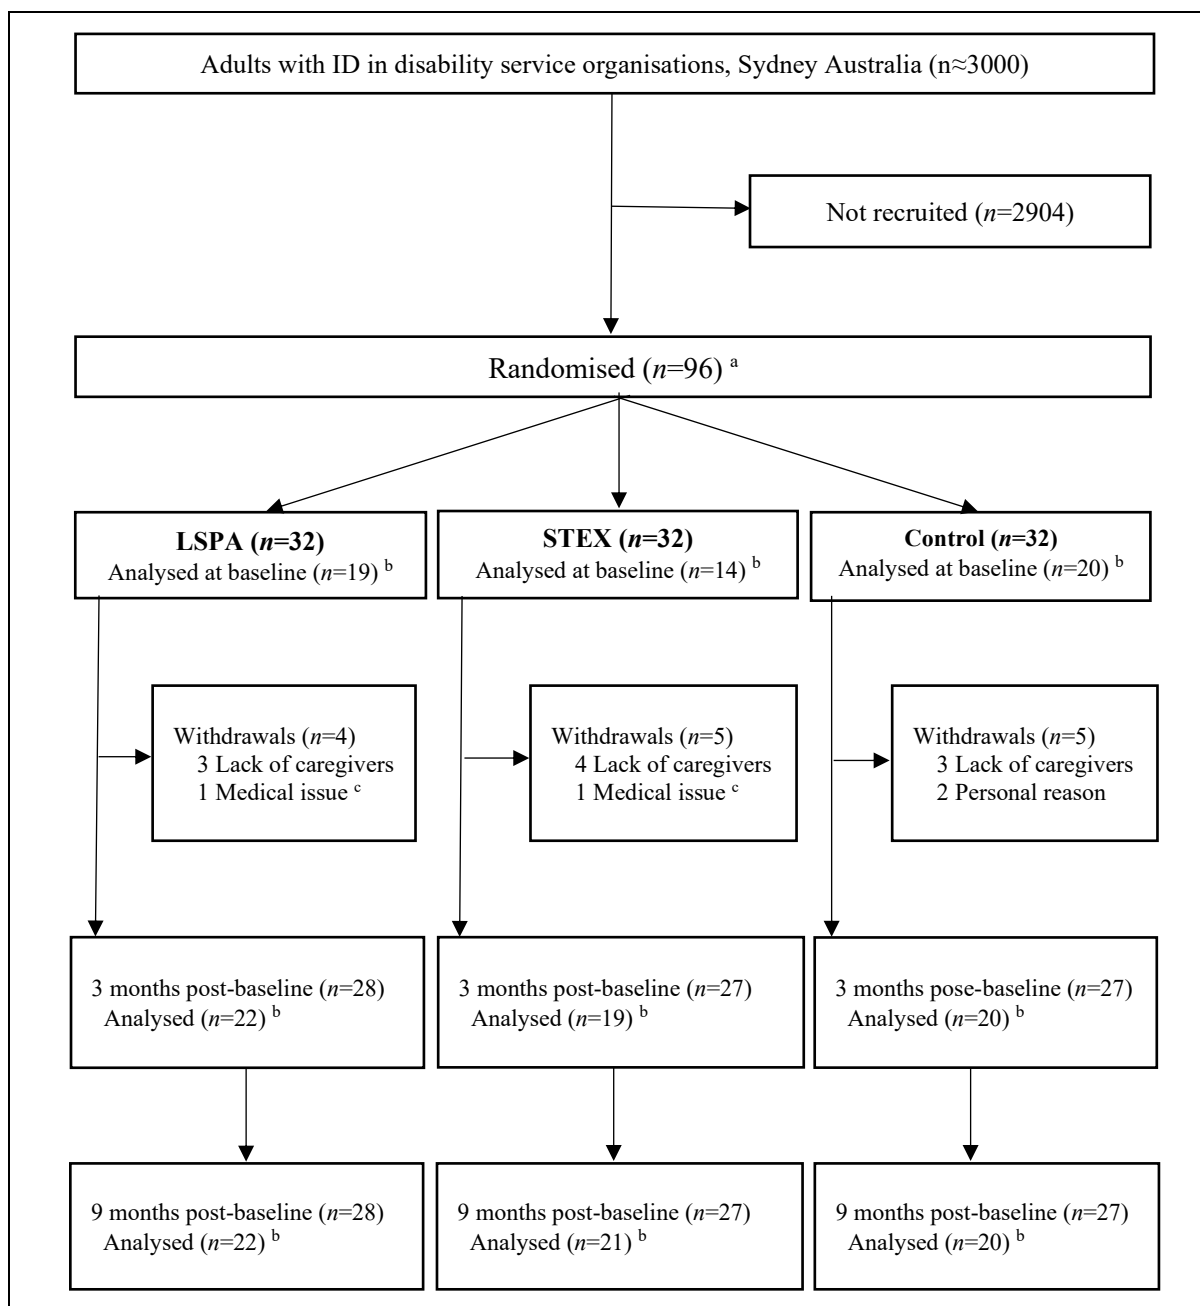 Adults with ID in disability service organisations, Sydney Australia (n≈3000)
Not recruited (n=2904)
Randomised (n=96) a
LSPA (n=32)
Analysed at baseline (n=19) b
STEX (n=32)
Analysed at baseline (n=14) b
Control (n=32)
Analysed at baseline (n=20) b
Withdrawals (n=4)
3 Lack of caregivers
1 Medical issue c
Withdrawals (n=5)
4 Lack of caregivers
1 Medical issue c
Withdrawals (n=5)
3 Lack of caregivers
2 Personal reason
3 months post-baseline (n=28)
Analysed (n=22) b
3 months post-baseline (n=27)
Analysed (n=19) b
3 months pose-baseline (n=27)
Analysed (n=20) b
9 months post-baseline (n=28)
Analysed (n=22) b
9 months post-baseline (n=27)
Analysed (n=21) b
9 months post-baseline (n=27)
Analysed (n=20) b